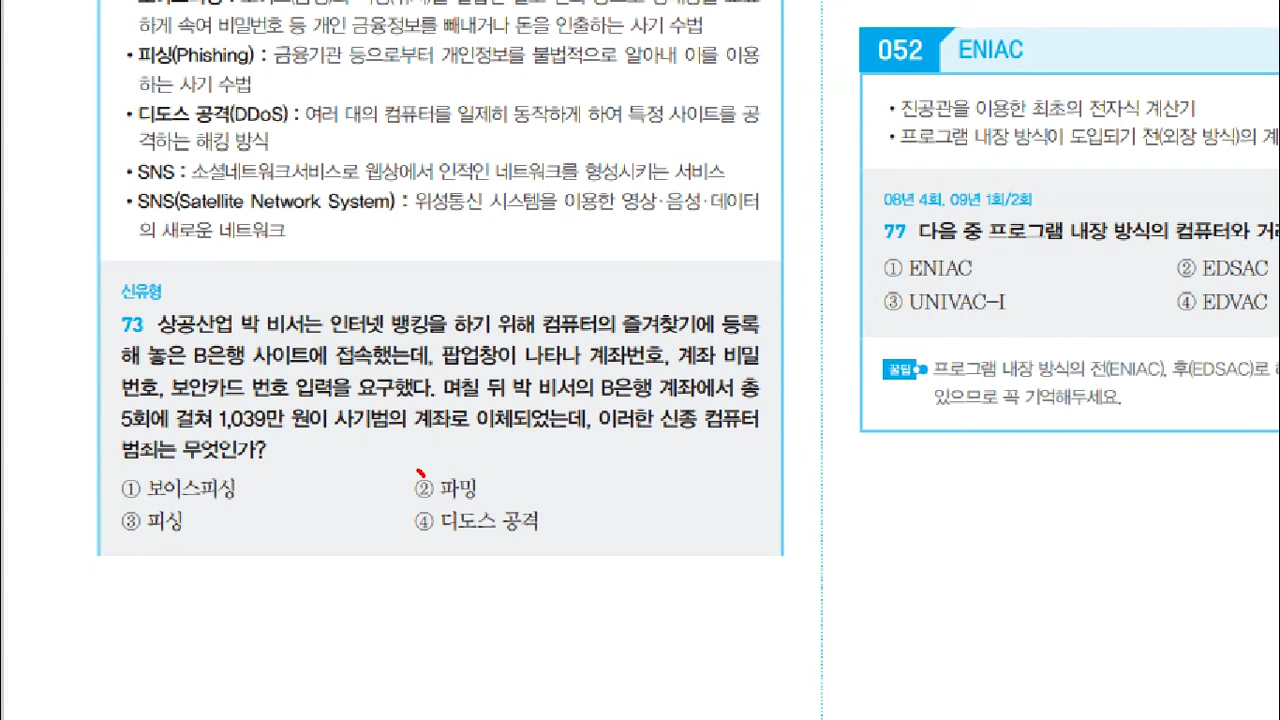 하게 속여 비밀번호 등 개인 금융정보를 빼내거나 돈을 인출하는 사기 수법
• 피싱(Phishing) : 금융기관 등으로부터 개인정보를 불법적으로 알아내 이를 이용
하는 사기 수법
• 디도스 공격(DDoS) : 여러 대의 컴퓨터를 일제히 동작하게 하여 특정 사이트를 공
격하는 해킹 방식
• SNS : 소셜네트워크서비스로 웹상에서 인적인 네트워크를 형성시키는 서비스
• SNS(Satellite Network System) : 위성통신 시스템을 이용한 영상·음성·데이터
의 새로운 네트워크
신유형
73 상공산업 박 비서는 인터넷 뱅킹을 하기 위해 컴퓨터의 즐겨찾기에 등록
해 놓은 B은행 사이트에 접속했는데, 팝업창이 나타나 계좌번호, 계좌 비밀
번호, 보안카드 번호 입력을 요구했다. 며칠 뒤 박 비서의 B은행 계좌에서 총
5회에 걸쳐 1,039만 원이 사기범의 계좌로 이체되었는데, 이러한 신종 컴퓨터
범죄는 무엇인가?
① 보이스피싱 ② 파밍
③ 피싱 ④ 디도스 공격
052 ENIAC
• 진공관을 이용한 최초의 전자식 계산기
• 프로그램 내장 방식이 도입되기 전(외장 방식)의
08년 4회, 09년 1회/2회
77 다음 중 프로그램 내장 방식의 컴퓨터와
① ENIAC ② EDSAC
③ UNIVAC-I ④ EDVAC
꿀팁 프로그램 내장 방식의 전(ENIAC), 후(EDSAC)로
있으므로 꼭 기억해두세요.